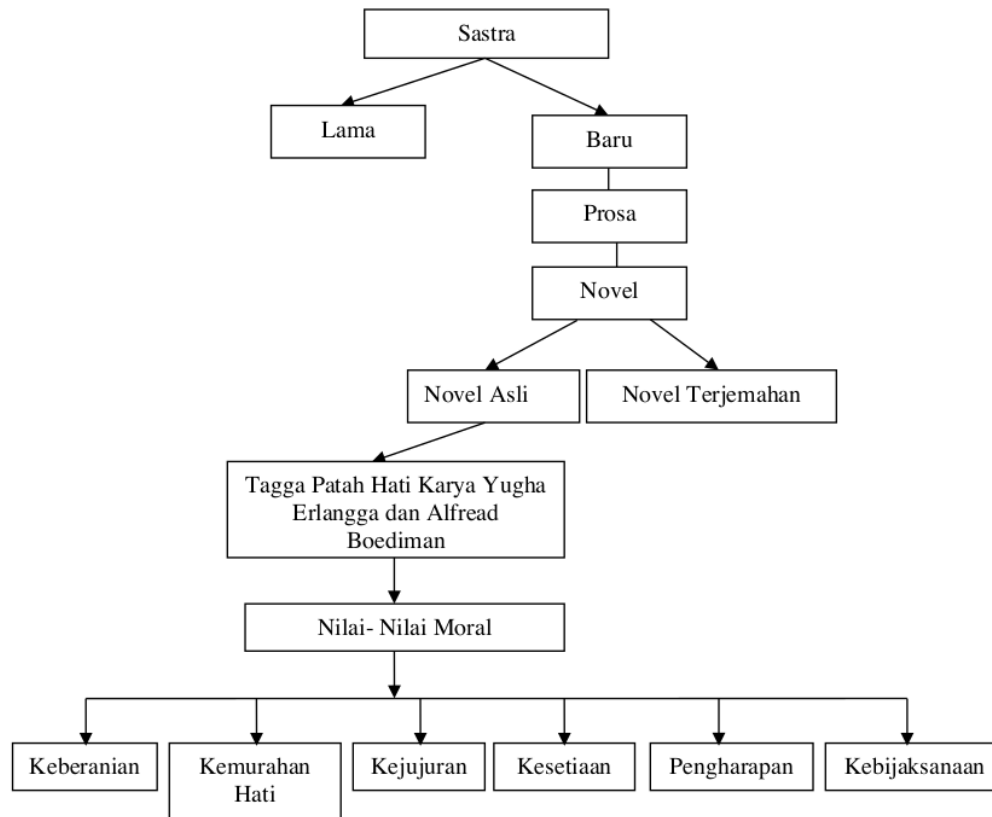 Sastra
Lama
Baru
Prosa
Novel
Novel Asli
Novel Terjemahan
Tagga Patah Hati Karya Yugha
Erlangga dan Alfread
Boediman
Nilai- Nilai Moral
Keberanian
Kemurahan
Hati
Kejujuran
Kesetiaan
Pengharapan
Kebijaksanaan